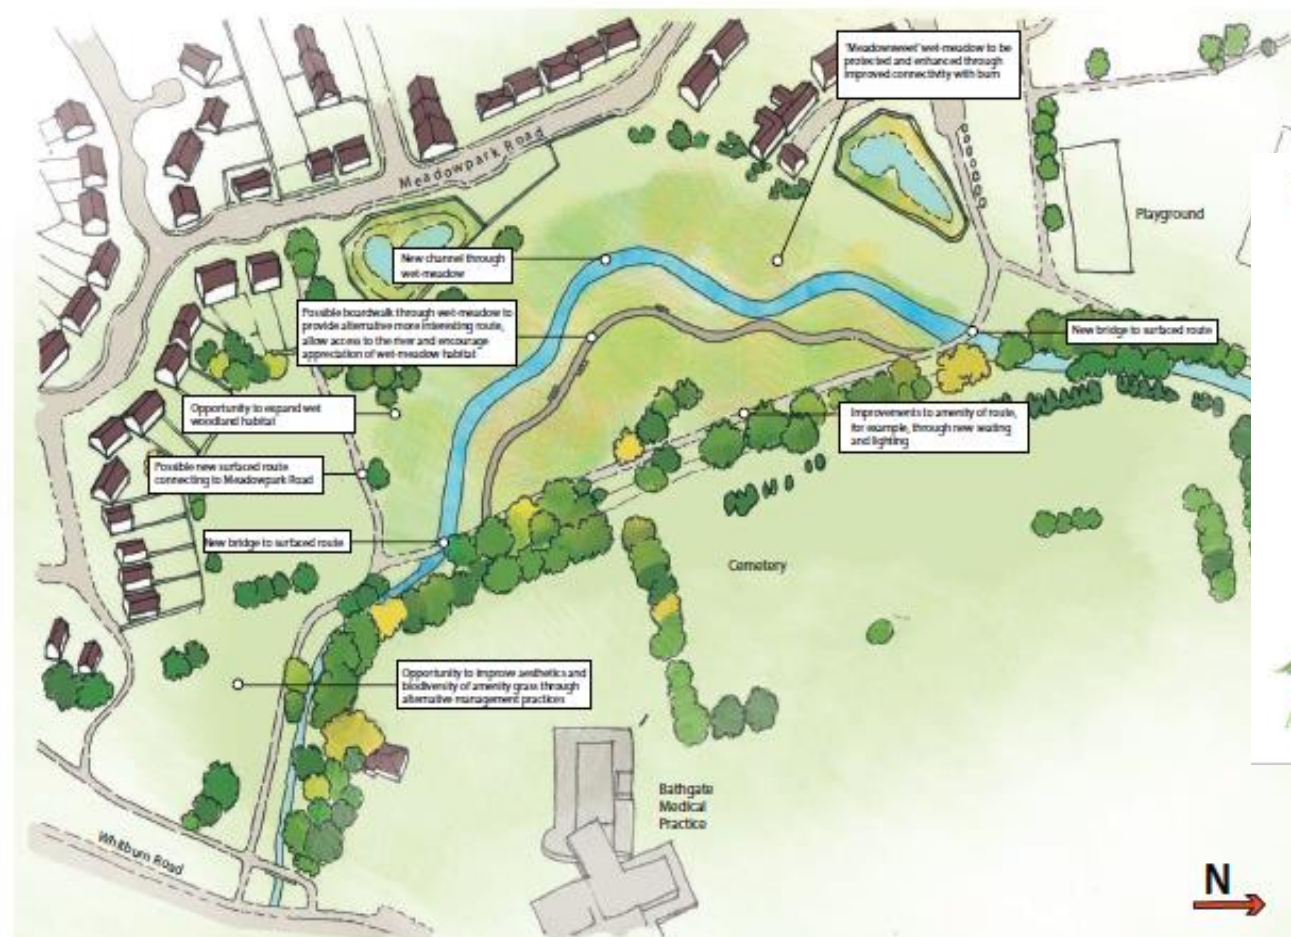 'Meadowsweet' wet-meadow to be
protected and enhanced through
improved connectivity with burn
Meadowpark Road
Playground
New channel through
wet-meadow
Possible boardwalk through wet-meadow to
provide alternative more interesting route,
allow access to the river and encourage
appreciation of wet-meadow habitat
New bridge to surfaced route
Opportunity to expand wet
woodland habitat
Improvements to amenity of route,
for example, through new seating
and lighting
Possible new surfaced route
connecting to Meadowpark Road
New bridge to surfaced route
Cemetery
Opportunity to improve aesthetics and
biodiversity of amenity grass through
alternative management practices
Bathgate
Medical
Practice
Whitburn Road
N